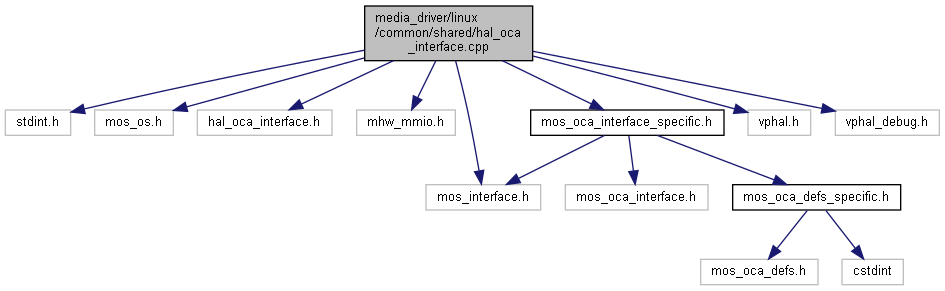 media_driver/linux
/common/shared/hal_oca
_interface.cpp
stdint.h
mos_os.h
hal_oca_interface.h
mhw_mmio.h
mos_oca_interface_specific.h
vphal.h
vphal_debug.h
mos_interface.h
mos_oca_interface.h
mos_oca_defs_specific.h
mos_oca_defs.h
cstdint